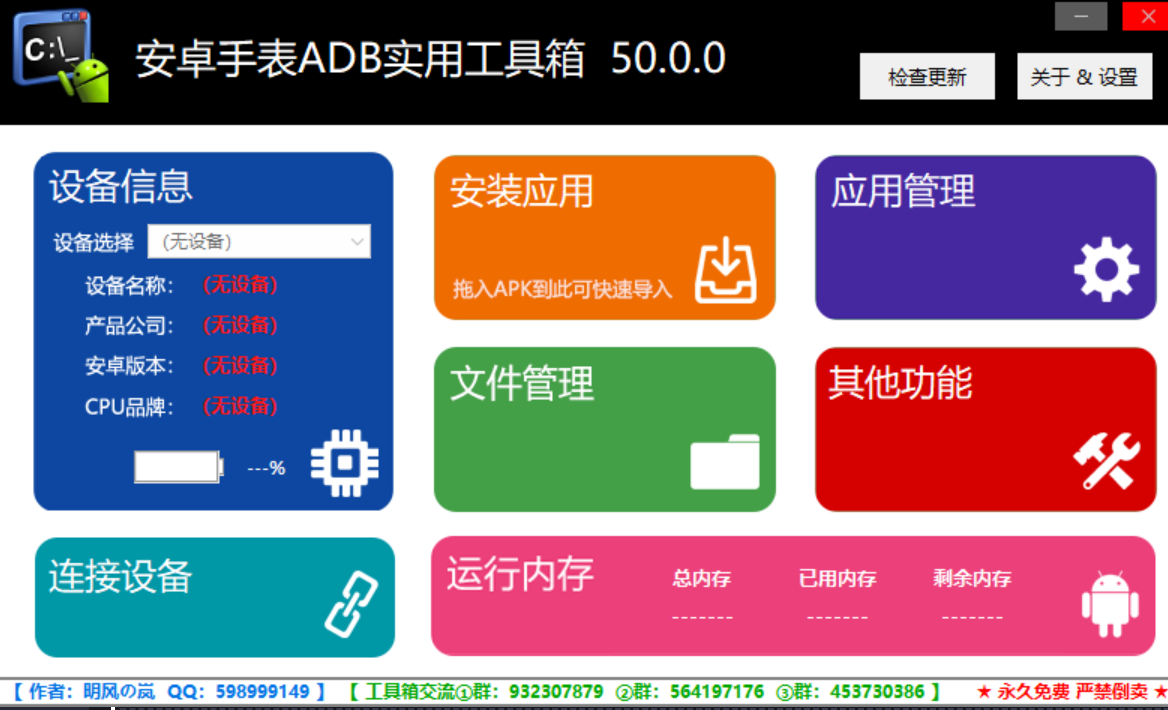 C:\_
安卓手表ADB实用工具箱 50.0.0
检查更新
关于 & 设置
设备信息
设备选择 (无设备)
设备名称： (无设备)
产品公司： (无设备)
安卓版本： (无设备)
CPU品牌： (无设备)
---%
安装应用
拖入APK到此可快速导入
应用管理
文件管理
其他功能
连接设备
运行内存
总内存 已用内存 剩余内存
------- ------- -------
【 作者：明风の岚 QQ：598999149 】 【 工具箱交流①群：932307879 ②群：564197176 ③群：453730386 】 ★ 永久免费 严禁倒卖 ★